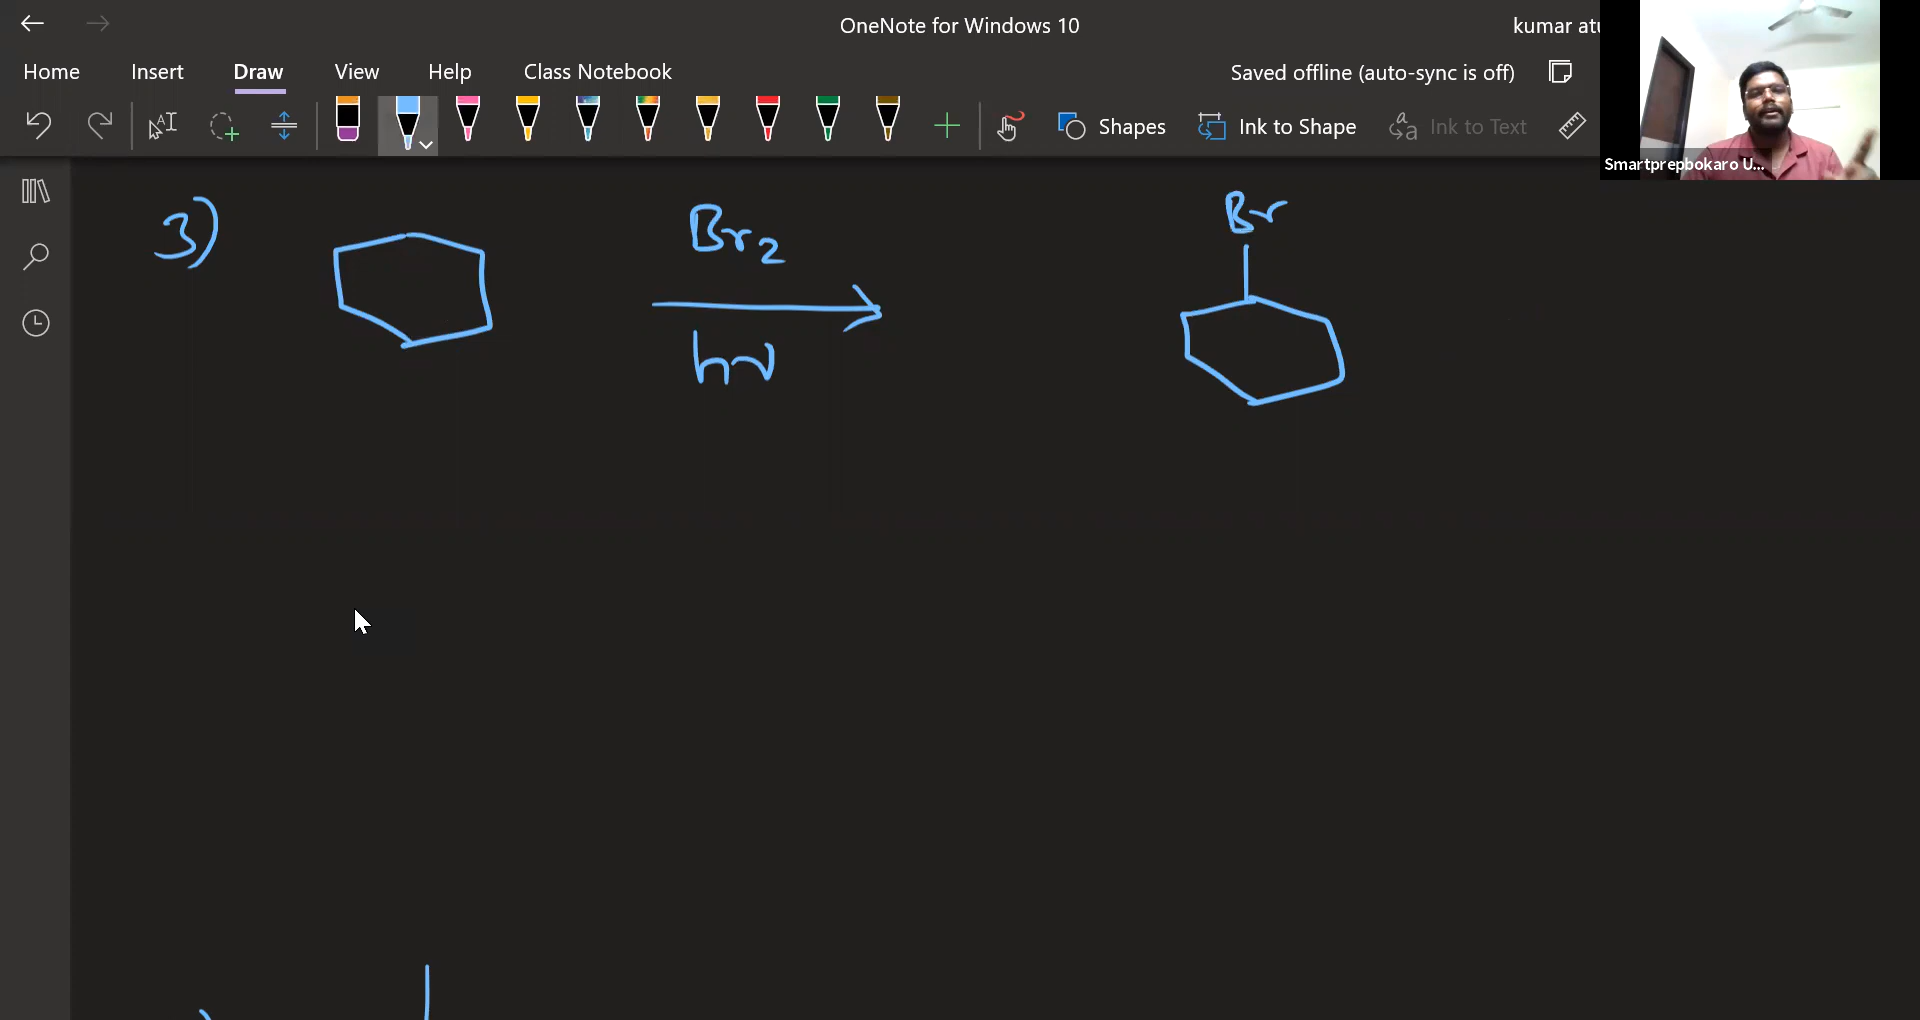 OneNote for Windows 10
kumar atu
Home Insert Draw View Help Class Notebook
Saved offline (auto-sync is off)
Shapes Ink to Shape Ink to Text
Smartprepbokaro U...
3)
Br2
hν
Br